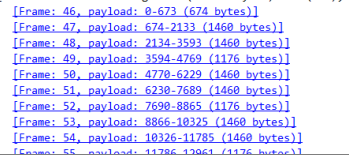 [Frame: 46, payload: 0-673 (674 bytes)]
[Frame: 47, payload: 674-2133 (1460 bytes)]
[Frame: 48, payload: 2134-3593 (1460 bytes)]
[Frame: 49, payload: 3594-4769 (1176 bytes)]
[Frame: 50, payload: 4770-6229 (1460 bytes)]
[Frame: 51, payload: 6230-7689 (1460 bytes)]
[Frame: 52, payload: 7690-8865 (1176 bytes)]
[Frame: 53, payload: 8866-10325 (1460 bytes)]
[Frame: 54, payload: 10326-11785 (1460 bytes)]
[Frame: 55, payload: 11786-12961 (1176 bytes)]